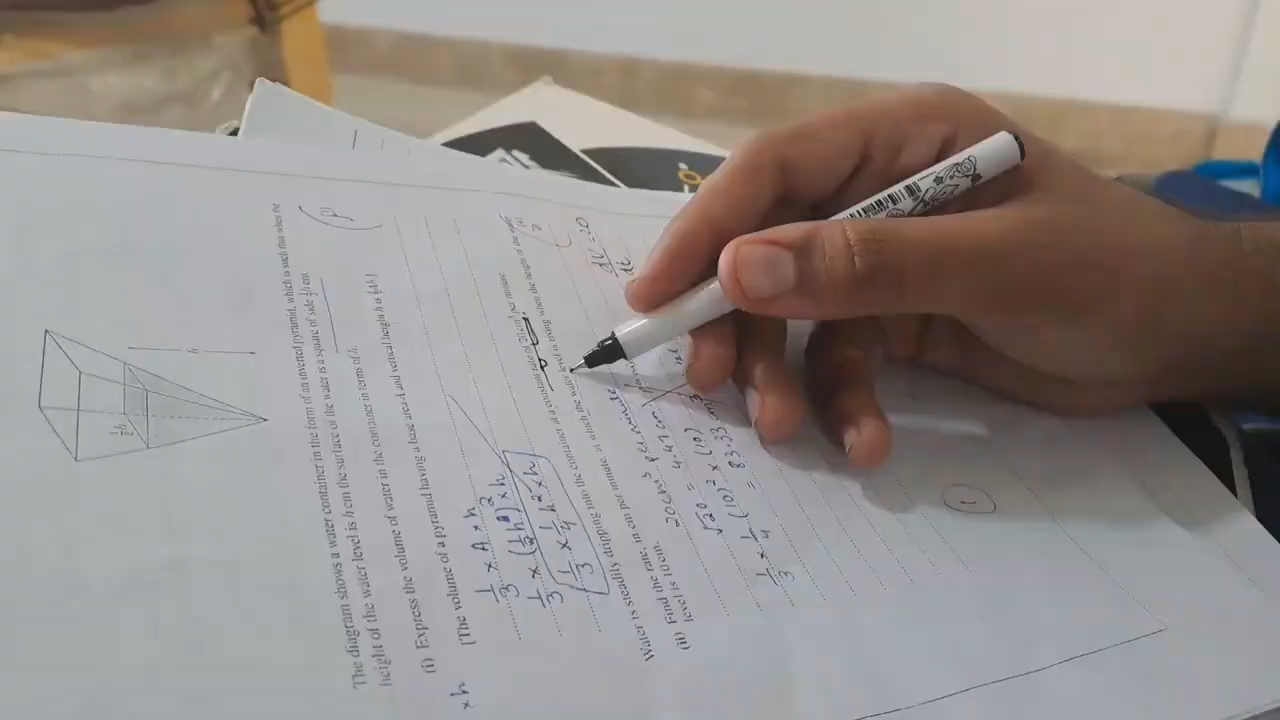 h
½h
The diagram shows a water container in the form of an inverted pyramid, which is such that when the
height of the water level is h cm the surface of the water is a square of side ½h cm.
(i) Express the volume of water in the container in terms of h.
[The volume of a pyramid having a base area A and vertical height h is ⅓Ah.]
× h
1/3 × A × h
1/3 × (1/2 h)² × h
1/3 × 1/4 h² × h
Water is steadily dripping into the container at a constant rate of 20 cm³ per minute.
(ii) Find the rate, in cm per minute, at which the water level is rising when the height of the water
level is 10 cm.
20cm3 per minute
dV/dt = 20
√20 = 4.47cm
1/3 × 1/4 (10)² × (10)
= 83.33 cm3